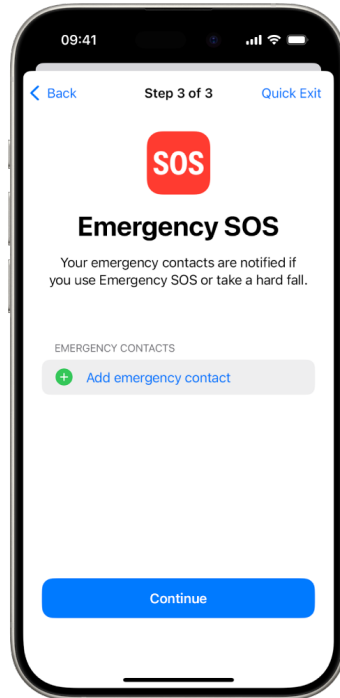 09:41
Back
Step 3 of 3
Quick Exit
SOS
Emergency SOS
Your emergency contacts are notified if
you use Emergency SOS or take a hard fall.
EMERGENCY CONTACTS
Add emergency contact
Continue